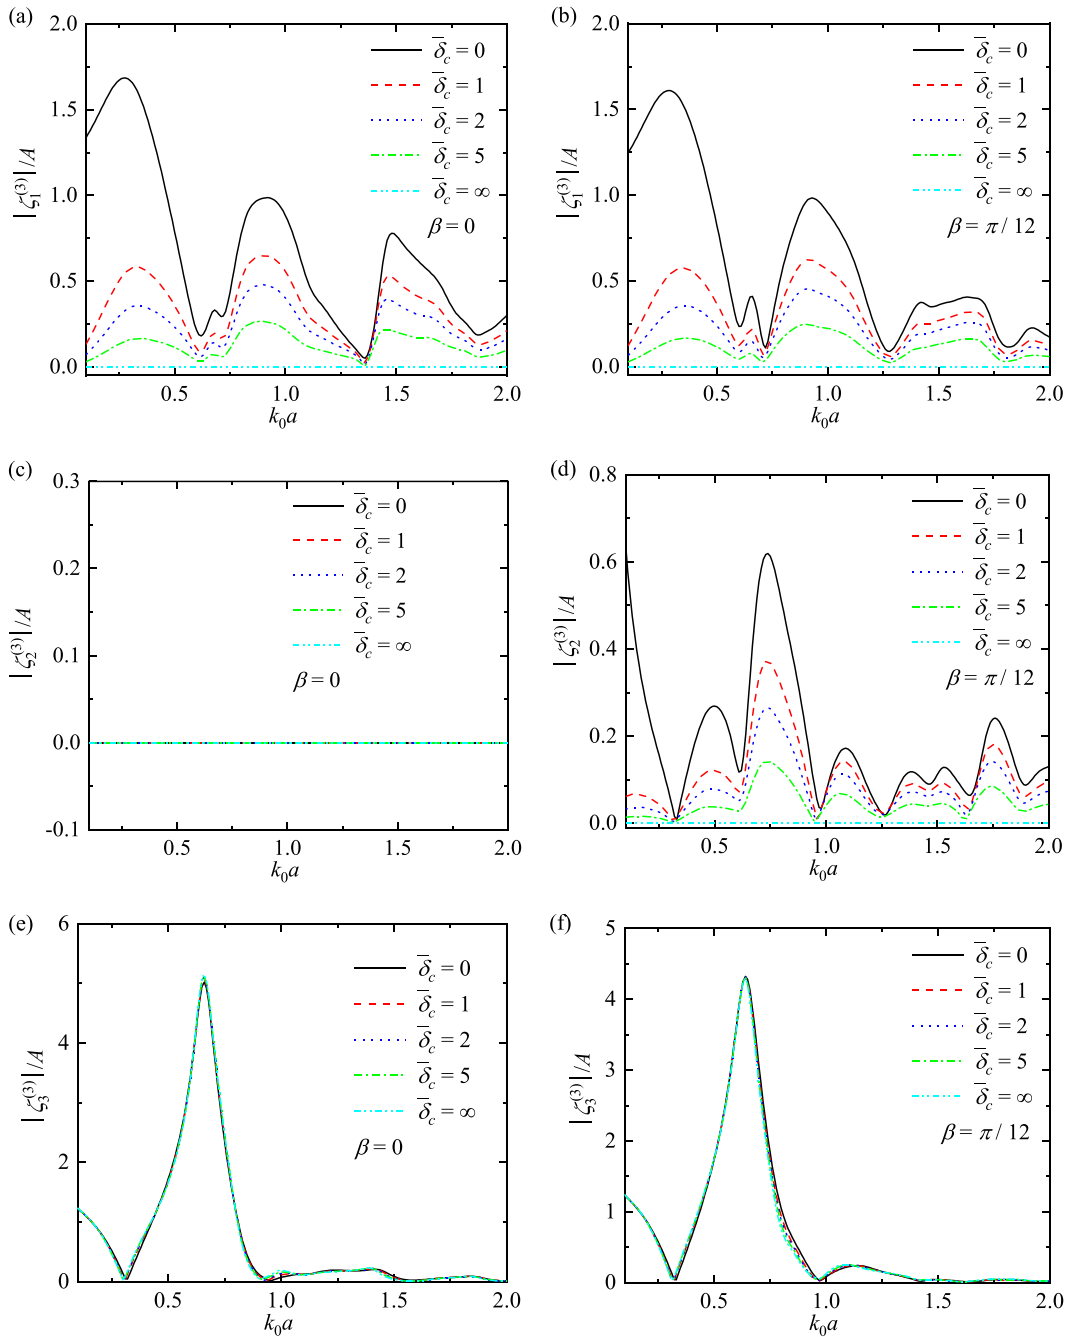 (a)
2.0
1.5
1.0
0.5
0.0
|ζ₁⁽³⁾|/A
δ̅c = 0
δ̅c = 1
δ̅c = 2
δ̅c = 5
δ̅c = ∞
β = 0
0.5 1.0 1.5 2.0
k₀a
(b)
2.0
1.5
1.0
0.5
0.0
|ζ₁⁽³⁾|/A
δ̅c = 0
δ̅c = 1
δ̅c = 2
δ̅c = 5
δ̅c = ∞
β = π / 12
0.5 1.0 1.5 2.0
k₀a
(c)
0.3
0.2
0.1
0.0
-0.1
|ζ₂⁽³⁾|/A
δ̅c = 0
δ̅c = 1
δ̅c = 2
δ̅c = 5
δ̅c = ∞
β = 0
0.5 1.0 1.5 2.0
k₀a
(d)
0.8
0.6
0.4
0.2
0.0
|ζ₂⁽³⁾|/A
δ̅c = 0
δ̅c = 1
δ̅c = 2
δ̅c = 5
δ̅c = ∞
β = π / 12
0.5 1.0 1.5 2.0
k₀a
(e)
6
4
2
0
|ζ₃⁽³⁾|/A
δ̅c = 0
δ̅c = 1
δ̅c = 2
δ̅c = 5
δ̅c = ∞
β = 0
0.5 1.0 1.5 2.0
k₀a
(f)
5
4
3
2
1
0
|ζ₃⁽³⁾|/A
δ̅c = 0
δ̅c = 1
δ̅c = 2
δ̅c = 5
δ̅c = ∞
β = π / 12
0.5 1.0 1.5 2.0
k₀a